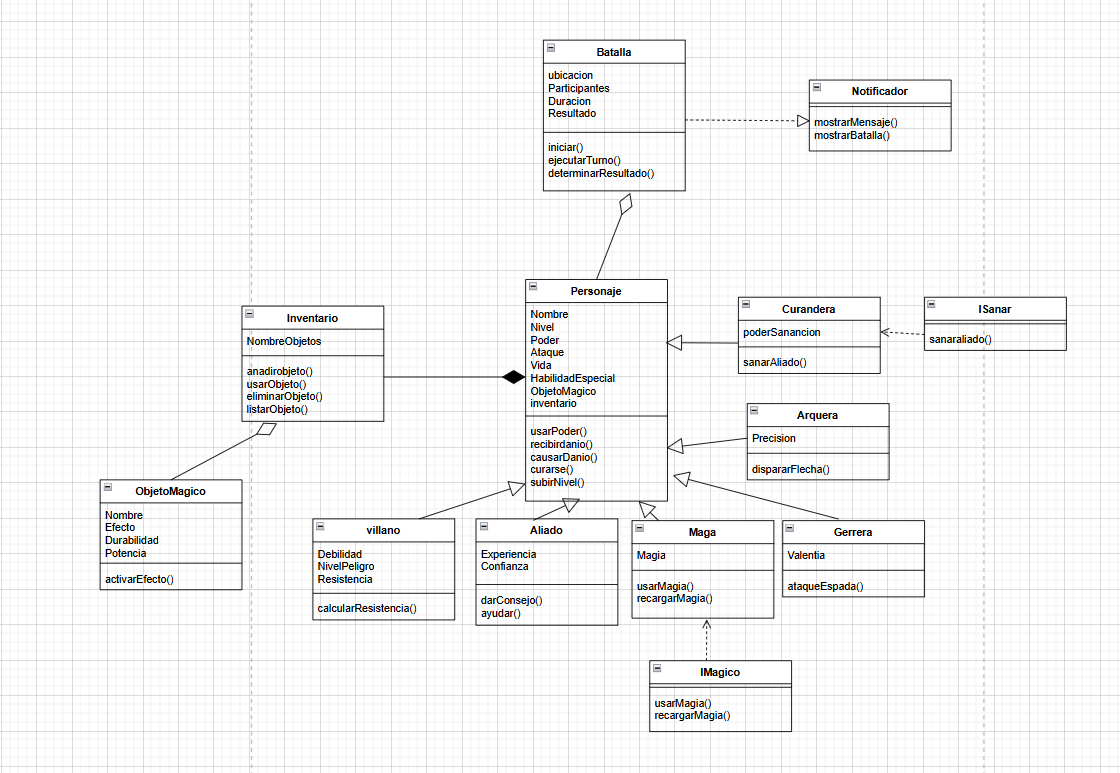 Batalla
ubicacion
Participantes
Duracion
Resultado
iniciar()
ejecutarTurno()
determinarResultado()
Notificador
mostrarMensaje()
mostrarBatalla()
Personaje
Nombre
Nivel
Poder
Ataque
Vida
HabilidadEspecial
ObjetoMagico
inventario
usarPoder()
recibirdanio()
causarDanio()
curarse()
subirNivel()
Inventario
NombreObjetos
anadirobjeto()
usarObjeto()
eliminarObjeto()
listarObjeto()
Curandera
poderSanancion
sanarAliado()
ISanar
sanaraliado()
Arquera
Precision
dispararFlecha()
ObjetoMagico
Nombre
Efecto
Durabilidad
Potencia
activarEfecto()
villano
Debilidad
NivelPeligro
Resistencia
calcularResistencia()
Aliado
Experiencia
Confianza
darConsejo()
ayudar()
Maga
Magia
usarMagia()
recargarMagia()
Gerrera
Valentia
ataqueEspada()
IMagico
usarMagia()
recargarMagia()